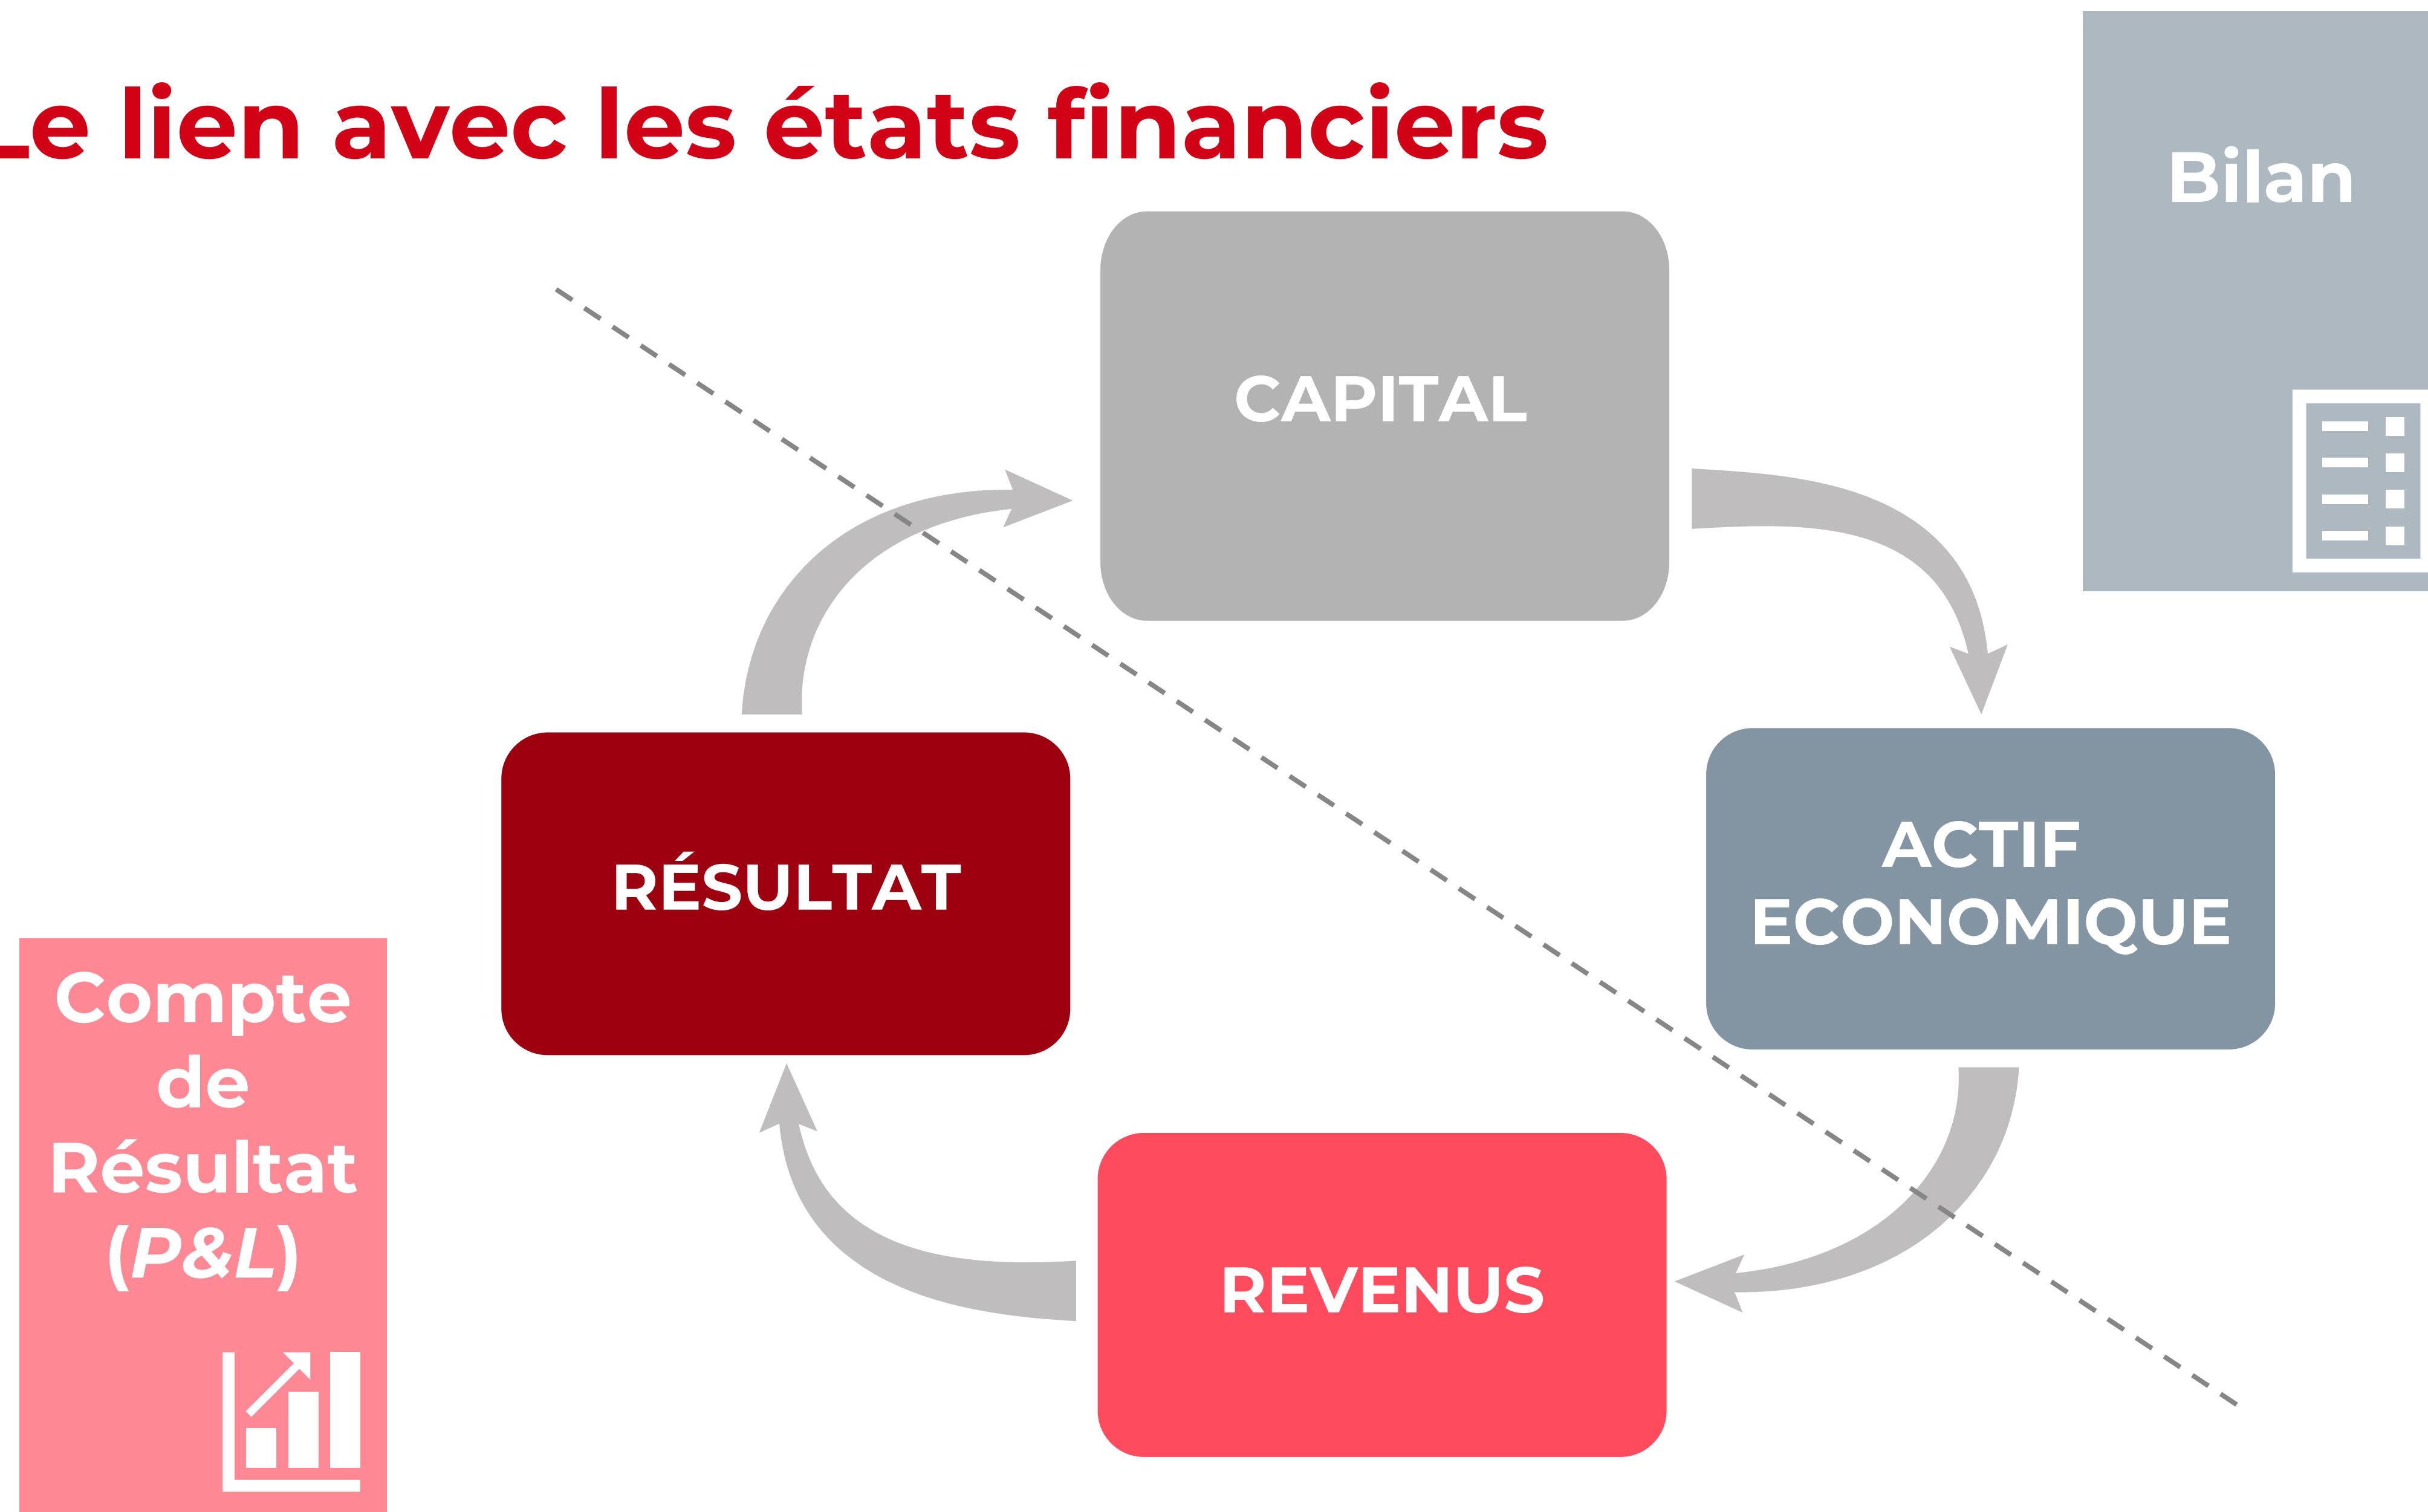 Le lien avec les états financiers
Bilan
CAPITAL
ACTIF
ECONOMIQUE
RÉSULTAT
Compte
de
Résultat
(P&L)
REVENUS